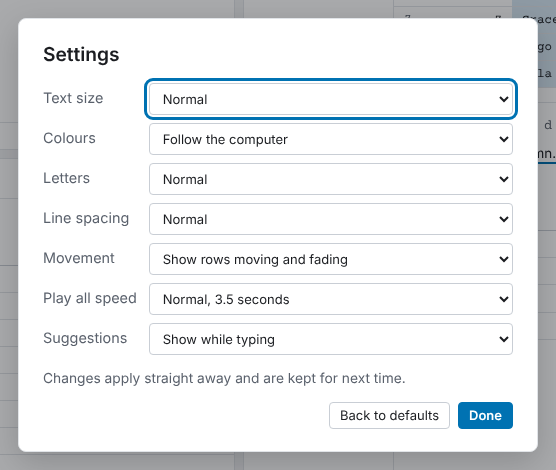 Settings
Text size Normal
Colours Follow the computer
Letters Normal
Line spacing Normal
Movement Show rows moving and fading
Play all speed Normal, 3.5 seconds
Suggestions Show while typing
Changes apply straight away and are kept for next time.
Back to defaults Done